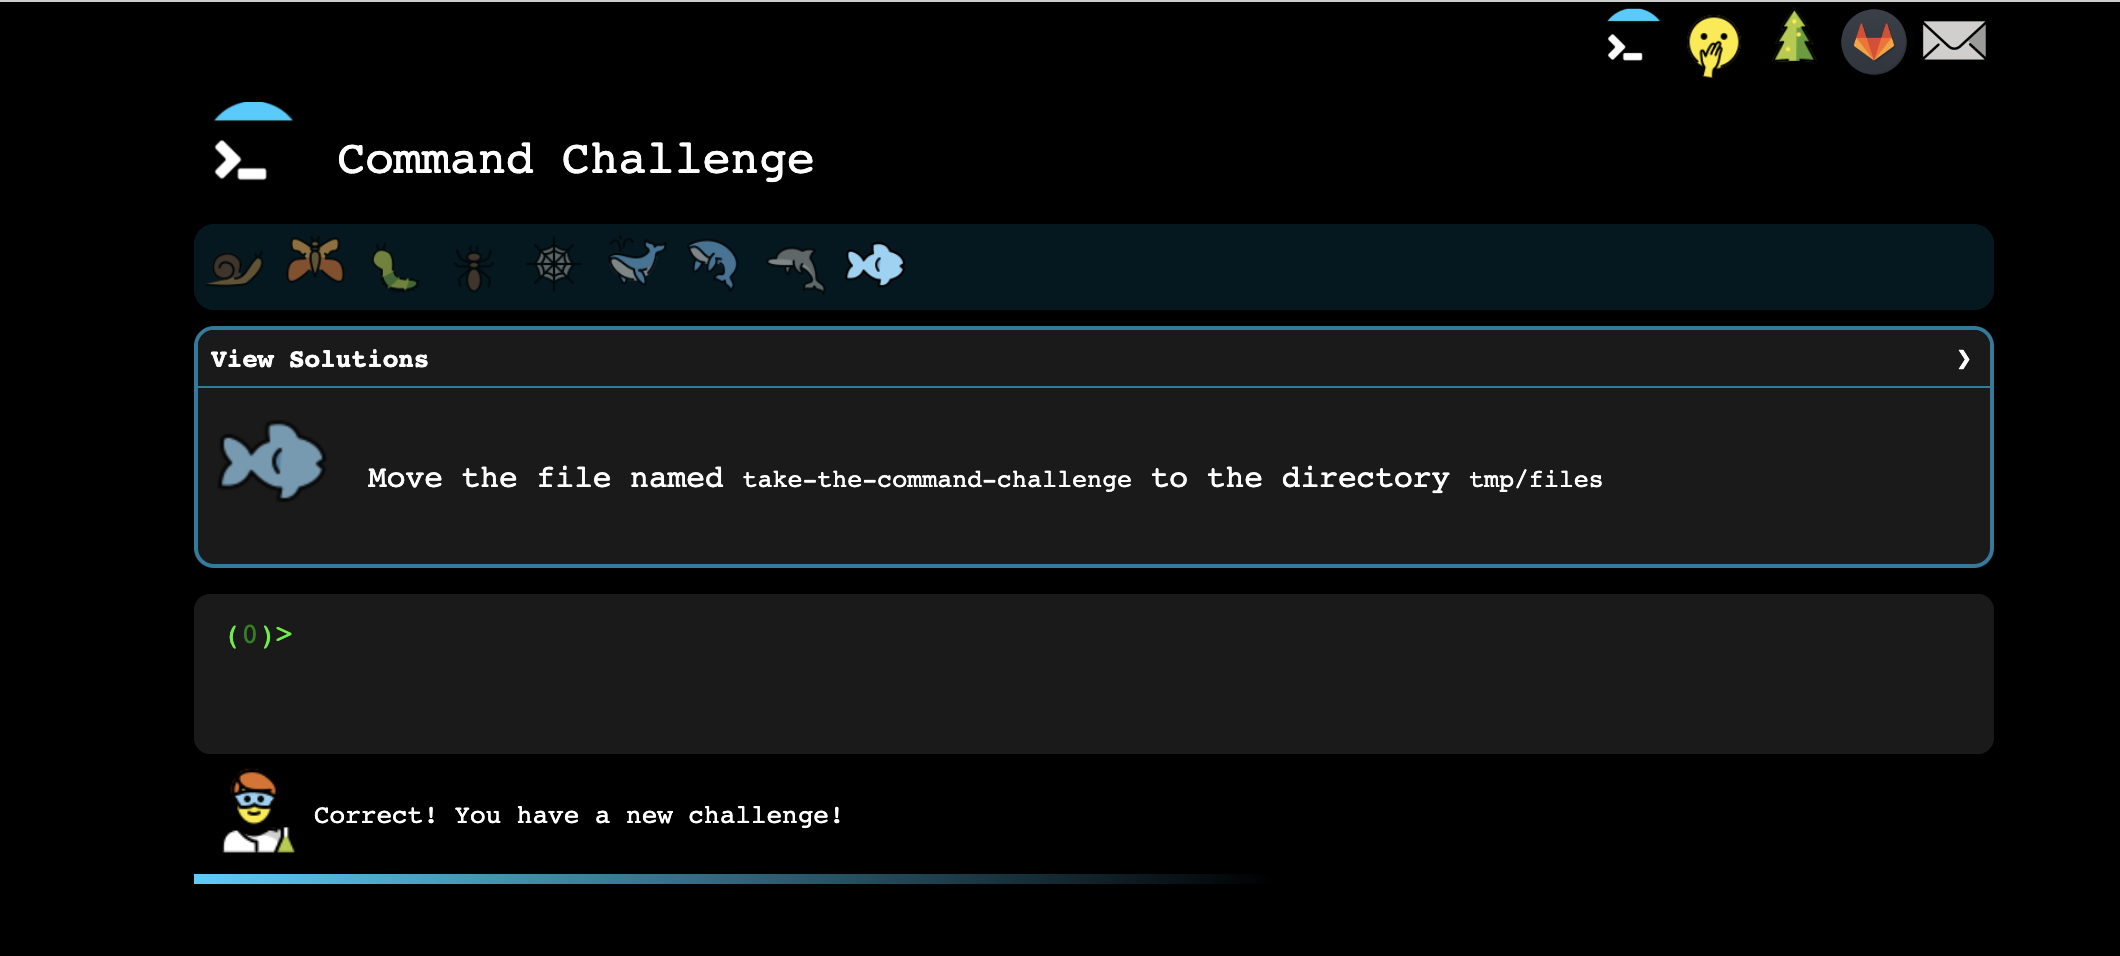 Command Challenge
View Solutions ❯
Move the file named take-the-command-challenge to the directory tmp/files
(0)>
Correct! You have a new challenge!